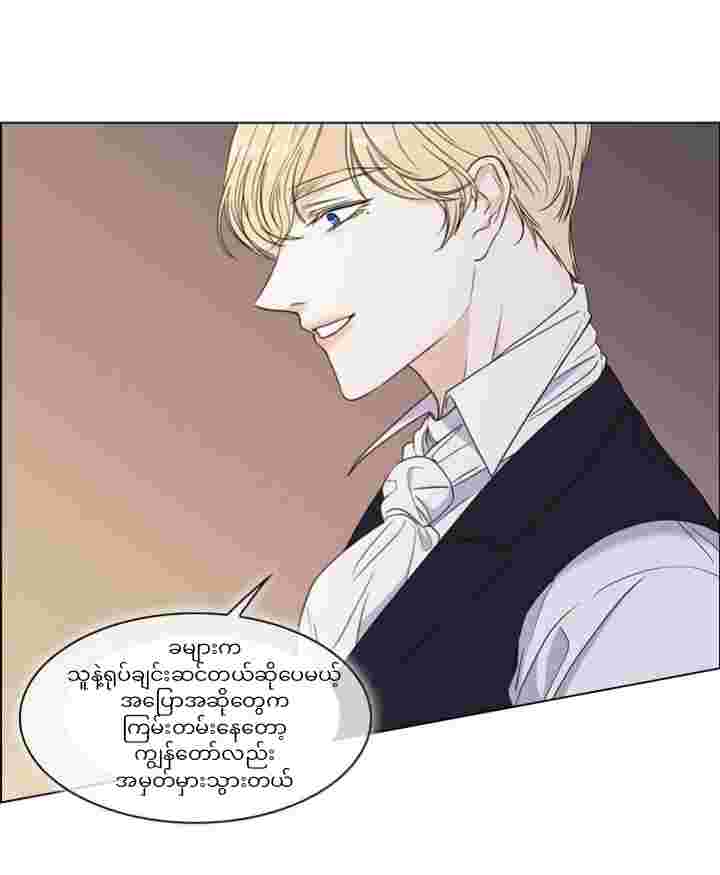 ခများက
သူနဲ့ရုပ်ချင်းဆင်တယ်ဆိုပေမယ့်
အပြောအဆိုတွေက
ကြမ်းတမ်းနေတော့
ကျွန်တော်လည်း
အမှတ်မှားသွားတယ်